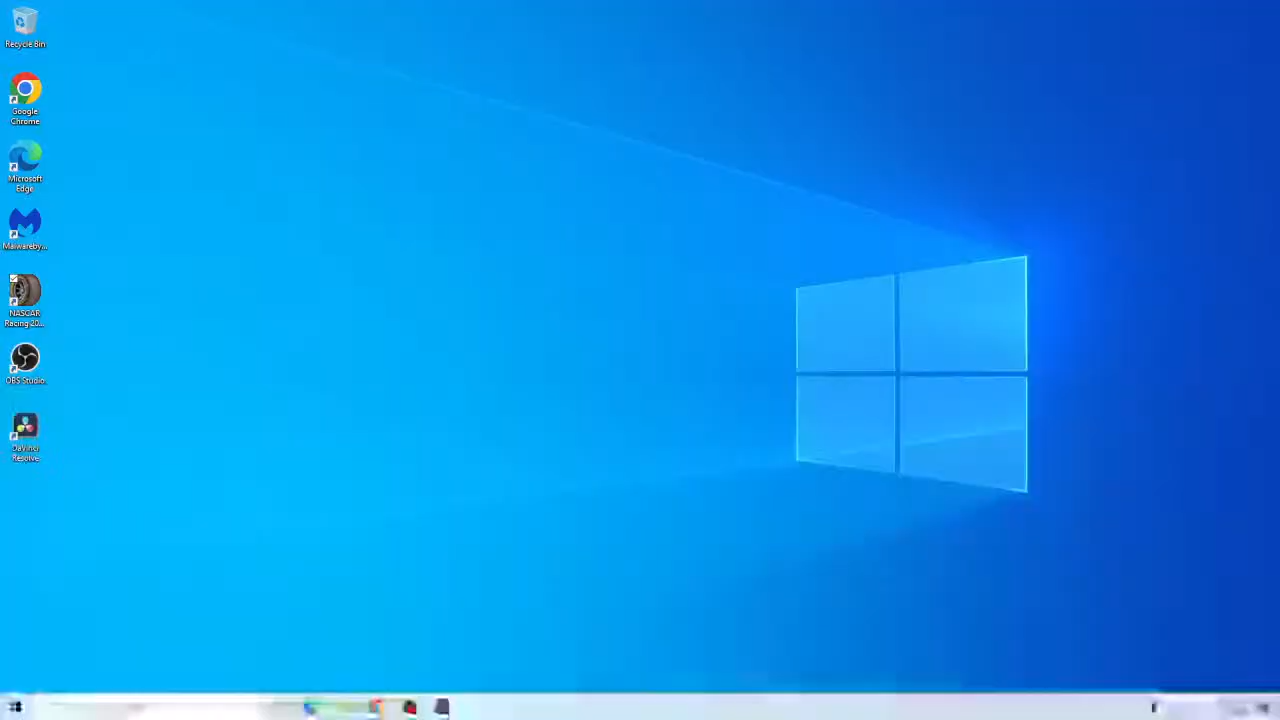 Recycle Bin
Google
Chrome
Microsoft
Edge
Malwareby...
NASCAR
Racing 20...
OBS Studio
DaVinci
Resolve